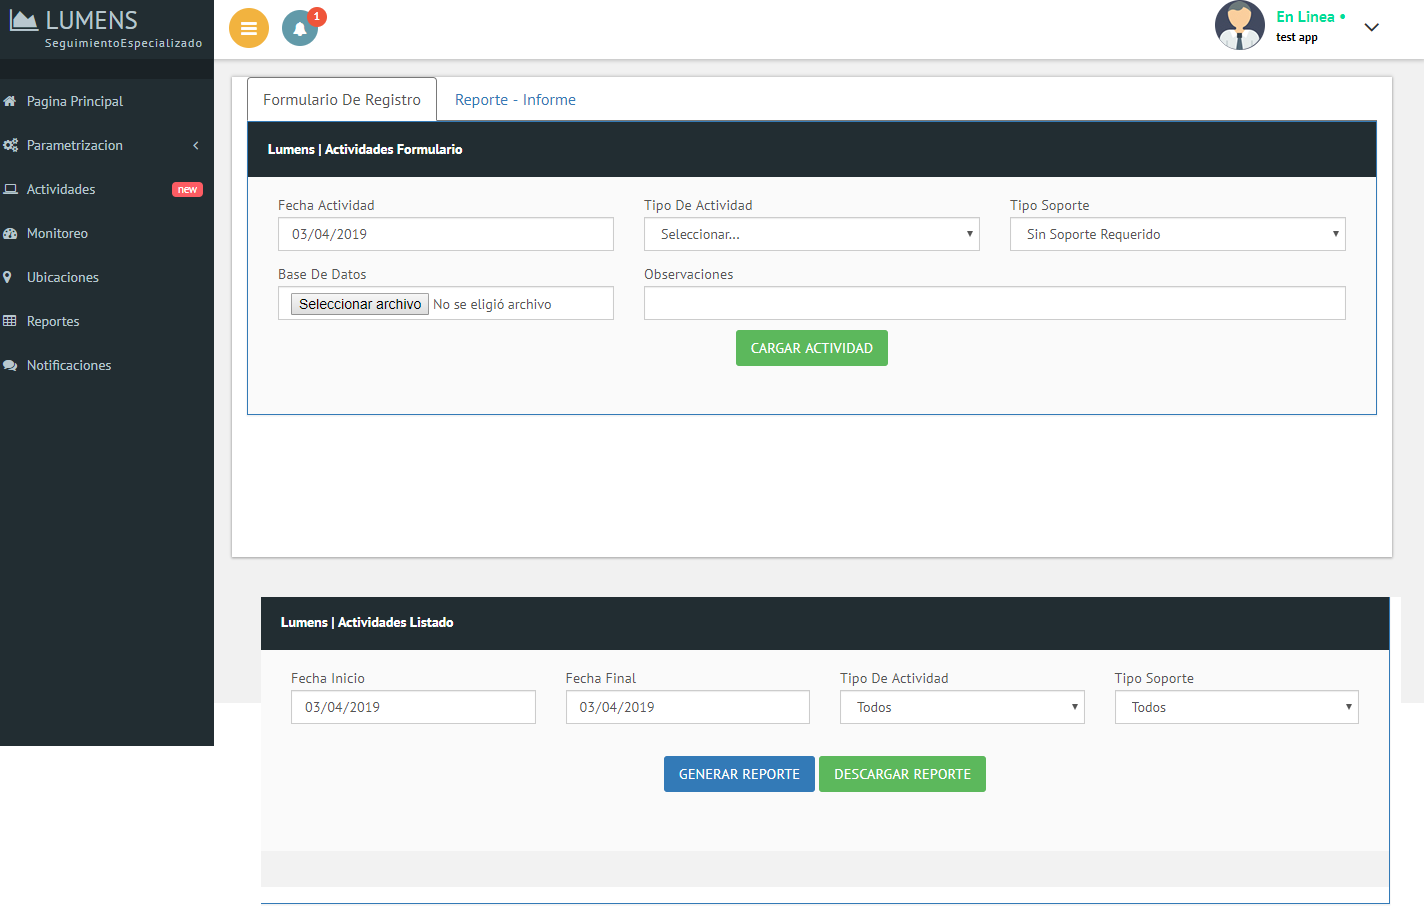 LUMENS
SeguimientoEspecializado
1
En Linea •
test app
Pagina Principal
Parametrizacion
Actividades new
Monitoreo
Ubicaciones
Reportes
Notificaciones
Formulario De Registro Reporte - Informe
Lumens | Actividades Formulario
Fecha Actividad Tipo De Actividad Tipo Soporte
03/04/2019 Seleccionar... Sin Soporte Requerido
Base De Datos Observaciones
Seleccionar archivo No se eligió archivo
CARGAR ACTIVIDAD
Lumens | Actividades Listado
Fecha Inicio Fecha Final Tipo De Actividad Tipo Soporte
03/04/2019 03/04/2019 Todos Todos
GENERAR REPORTE DESCARGAR REPORTE